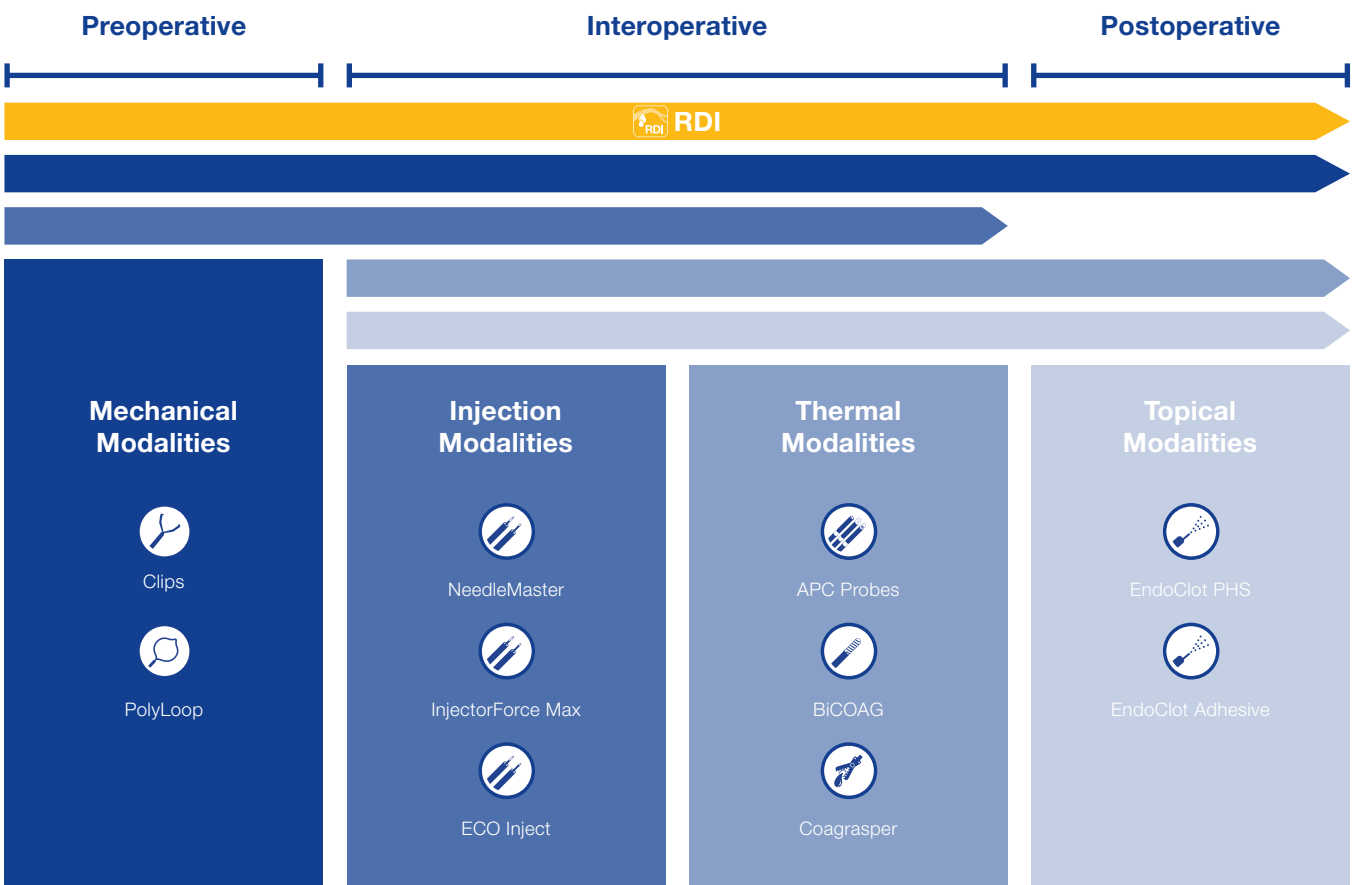 Preoperative
Interoperative
Postoperative
RDI RDI
Mechanical
Modalities
Clips
PolyLoop
Injection
Modalities
NeedleMaster
InjectorForce Max
ECO Inject
Thermal
Modalities
APC Probes
BiCOAG
Coagrasper
Topical
Modalities
EndoClot PHS
EndoClot Adhesive